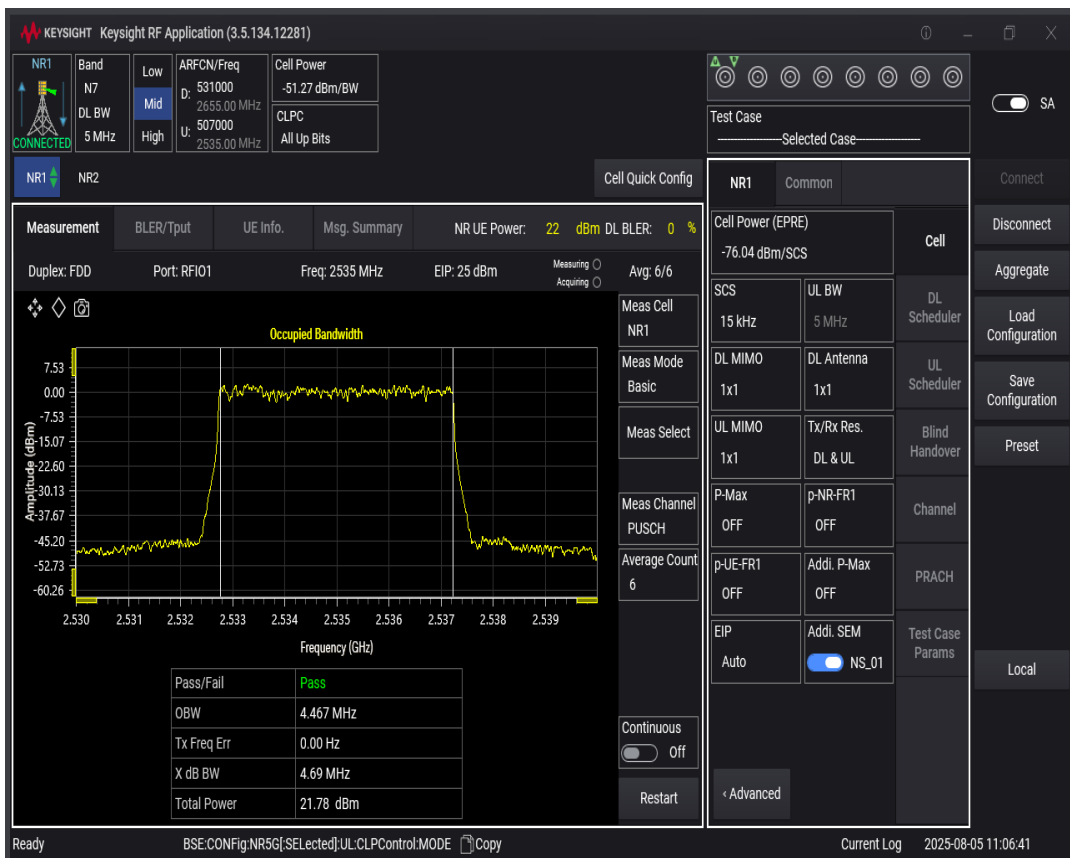 KEYSIGHT Keysight RF Application (3.5.134.12281)
NR1
CONNECTED
Band
N7
DL BW
5 MHz
Low
Mid
High
ARFCN/Freq
D: 531000
2655.00 MHz
U: 507000
2535.00 MHz
Cell Power
-51.27 dBm/BW
CLPC
All Up Bits
Test Case
---------------Selected Case---------------
SA
NR1
NR2
Cell Quick Config
Measurement
BLER/Tput
UE Info.
Msg. Summary
NR UE Power: 22 dBm DL BLER: 0 %
Duplex: FDD
Port: RFIO1
Freq: 2535 MHz
EIP: 25 dBm
Measuring
Acquiring
Avg: 6/6
Occupied Bandwidth
Amplitude (dBm)
7.53
0.00
-7.53
-15.07
-22.60
-30.13
-37.67
-45.20
-52.73
-60.26
2.530 2.531 2.532 2.533 2.534 2.535 2.536 2.537 2.538 2.539
Frequency (GHz)
Pass/Fail Pass
OBW 4.467 MHz
Tx Freq Err 0.00 Hz
X dB BW 4.69 MHz
Total Power 21.78 dBm
Meas Cell
NR1
Meas Mode
Basic
Meas Select
Meas Channel
PUSCH
Average Count
6
Continuous
Off
Restart
NR1
Common
Cell Power (EPRE)
-76.04 dBm/SCS
SCS
15 kHz
UL BW
5 MHz
DL MIMO
1x1
DL Antenna
1x1
UL MIMO
1x1
Tx/Rx Res.
DL & UL
P-Max
OFF
p-NR-FR1
OFF
p-UE-FR1
OFF
Addi. P-Max
OFF
EIP
Auto
Addi. SEM
NS_01
‹ Advanced
Cell
DL
Scheduler
UL
Scheduler
Blind
Handover
Channel
PRACH
Test Case
Params
Connect
Disconnect
Aggregate
Load
Configuration
Save
Configuration
Preset
Local
Ready
BSE:CONFig:NR5G[:SELected]:UL:CLPControl:MODE
Copy
Current Log
2025-08-05 11:06:41